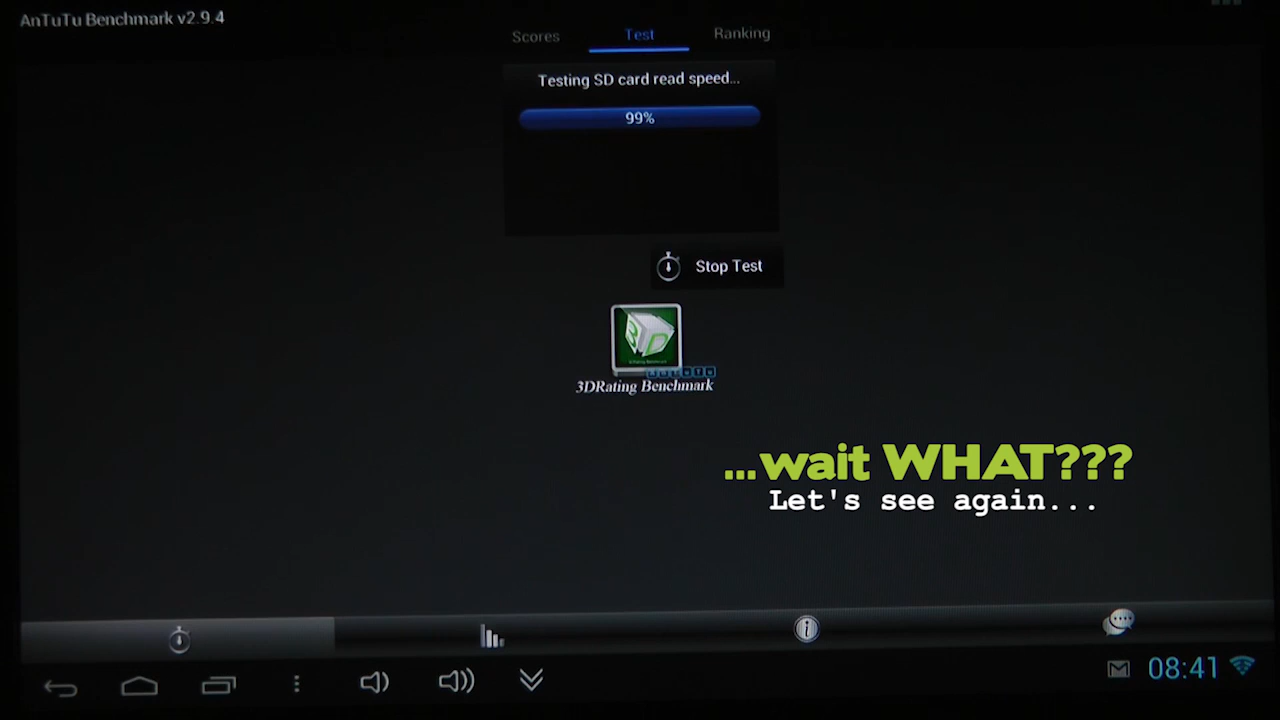 AnTuTu Benchmark v2.9.4
Scores
Test
Ranking
Testing SD card read speed...
99%
Stop Test
3D
3DRating Benchmark
...wait WHAT???
Let's see again...
08:41